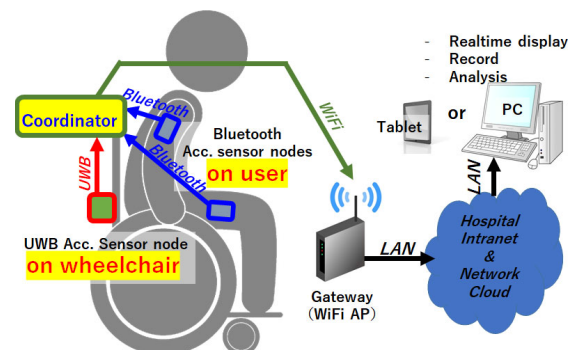 - Realtime display
- Record
- Analysis
WiFi
Bluetooth
Coordinator
Tablet
or
PC
Bluetooth
Bluetooth
Acc. sensor nodes
on user
UWB
LAN
UWB Acc. Sensor node
on wheelchair
LAN
Hospital
Intranet
&
Network
Cloud
Gateway
(WiFi AP)